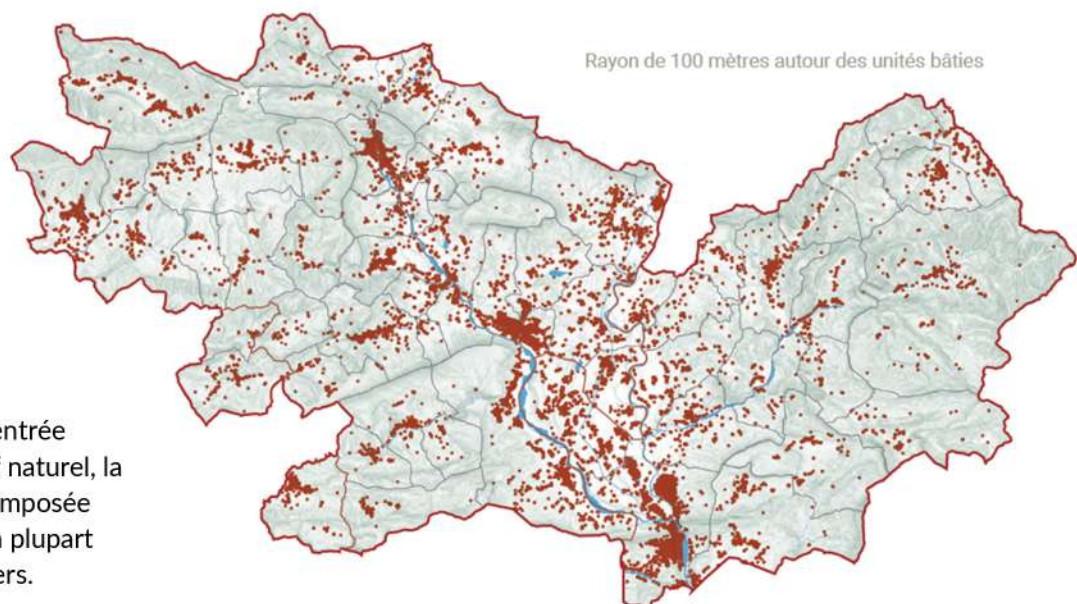 Rayon de 100 mètres autour des unités bâties
entrée
naturel, la
mposée
plupart
ers.